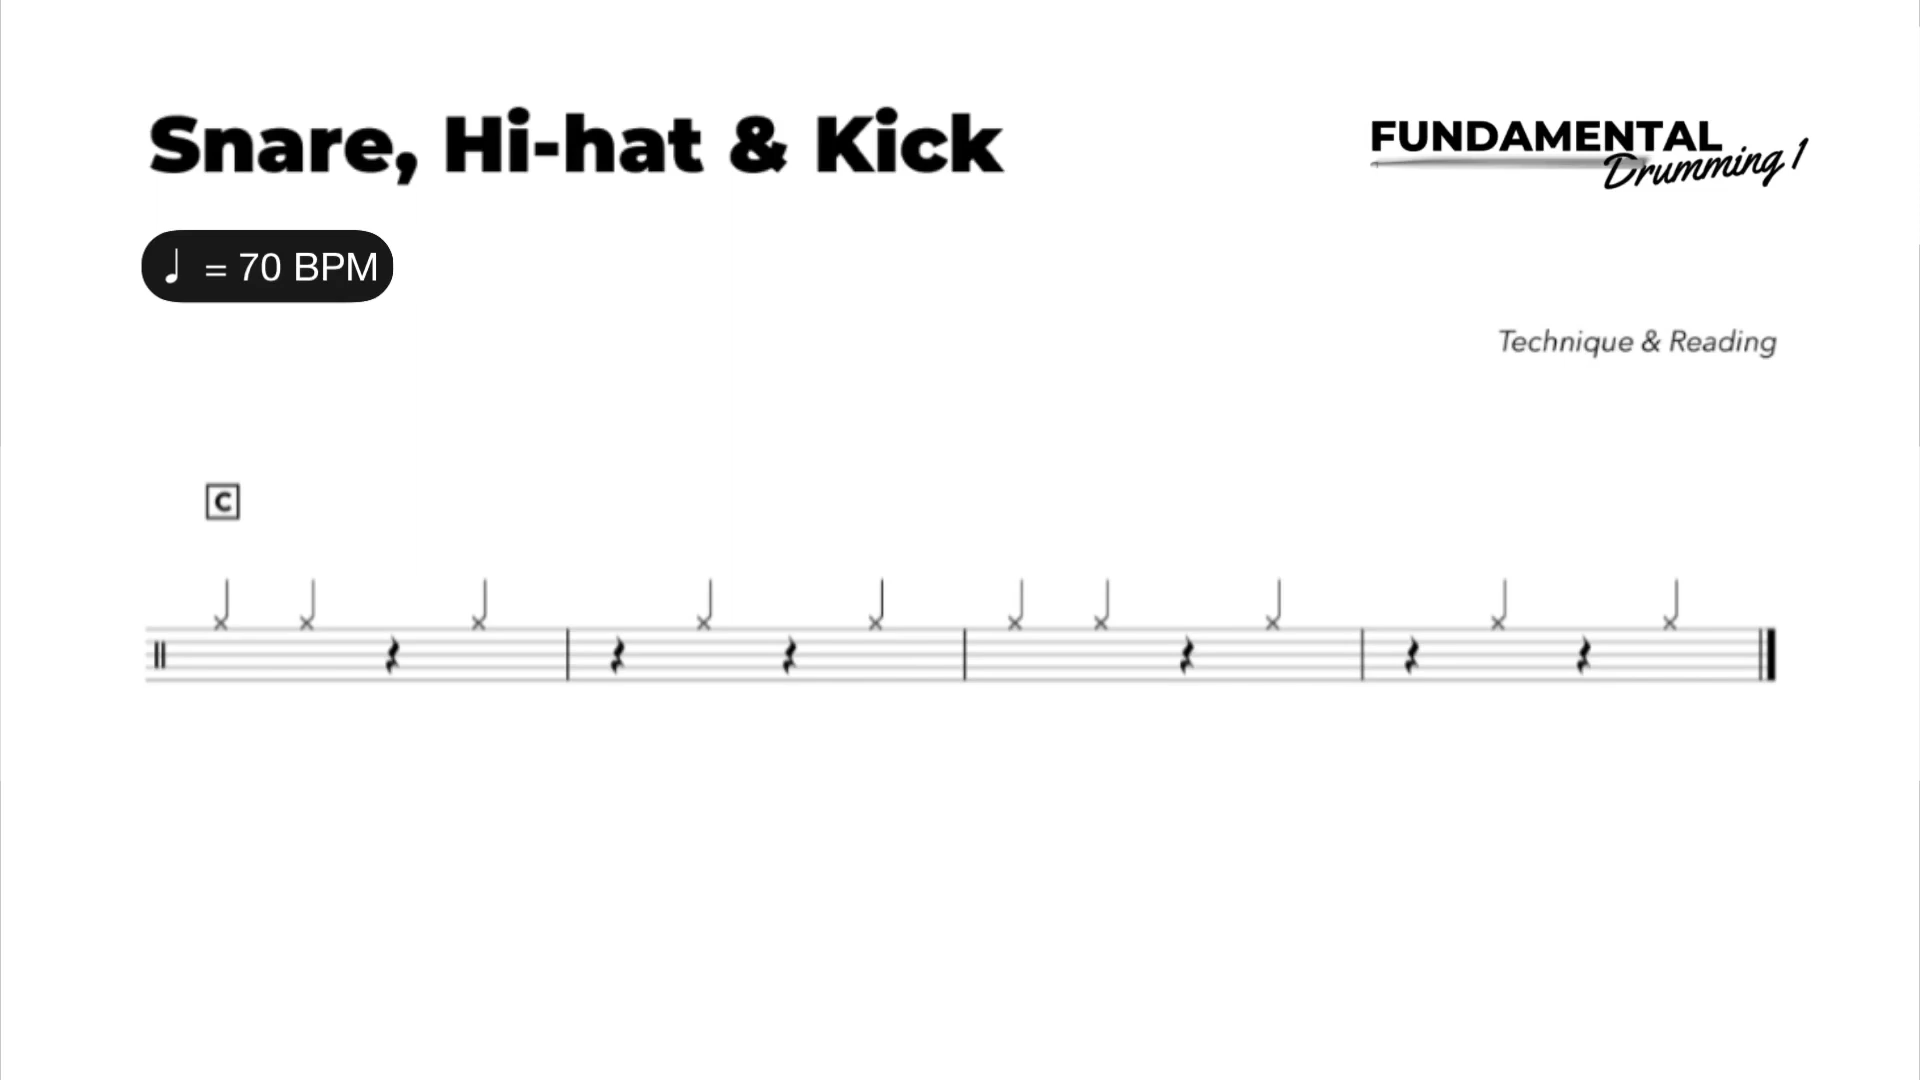 Snare, Hi-hat & Kick
FUNDAMENTAL
Drumming 1
♩ = 70 BPM
Technique & Reading
C